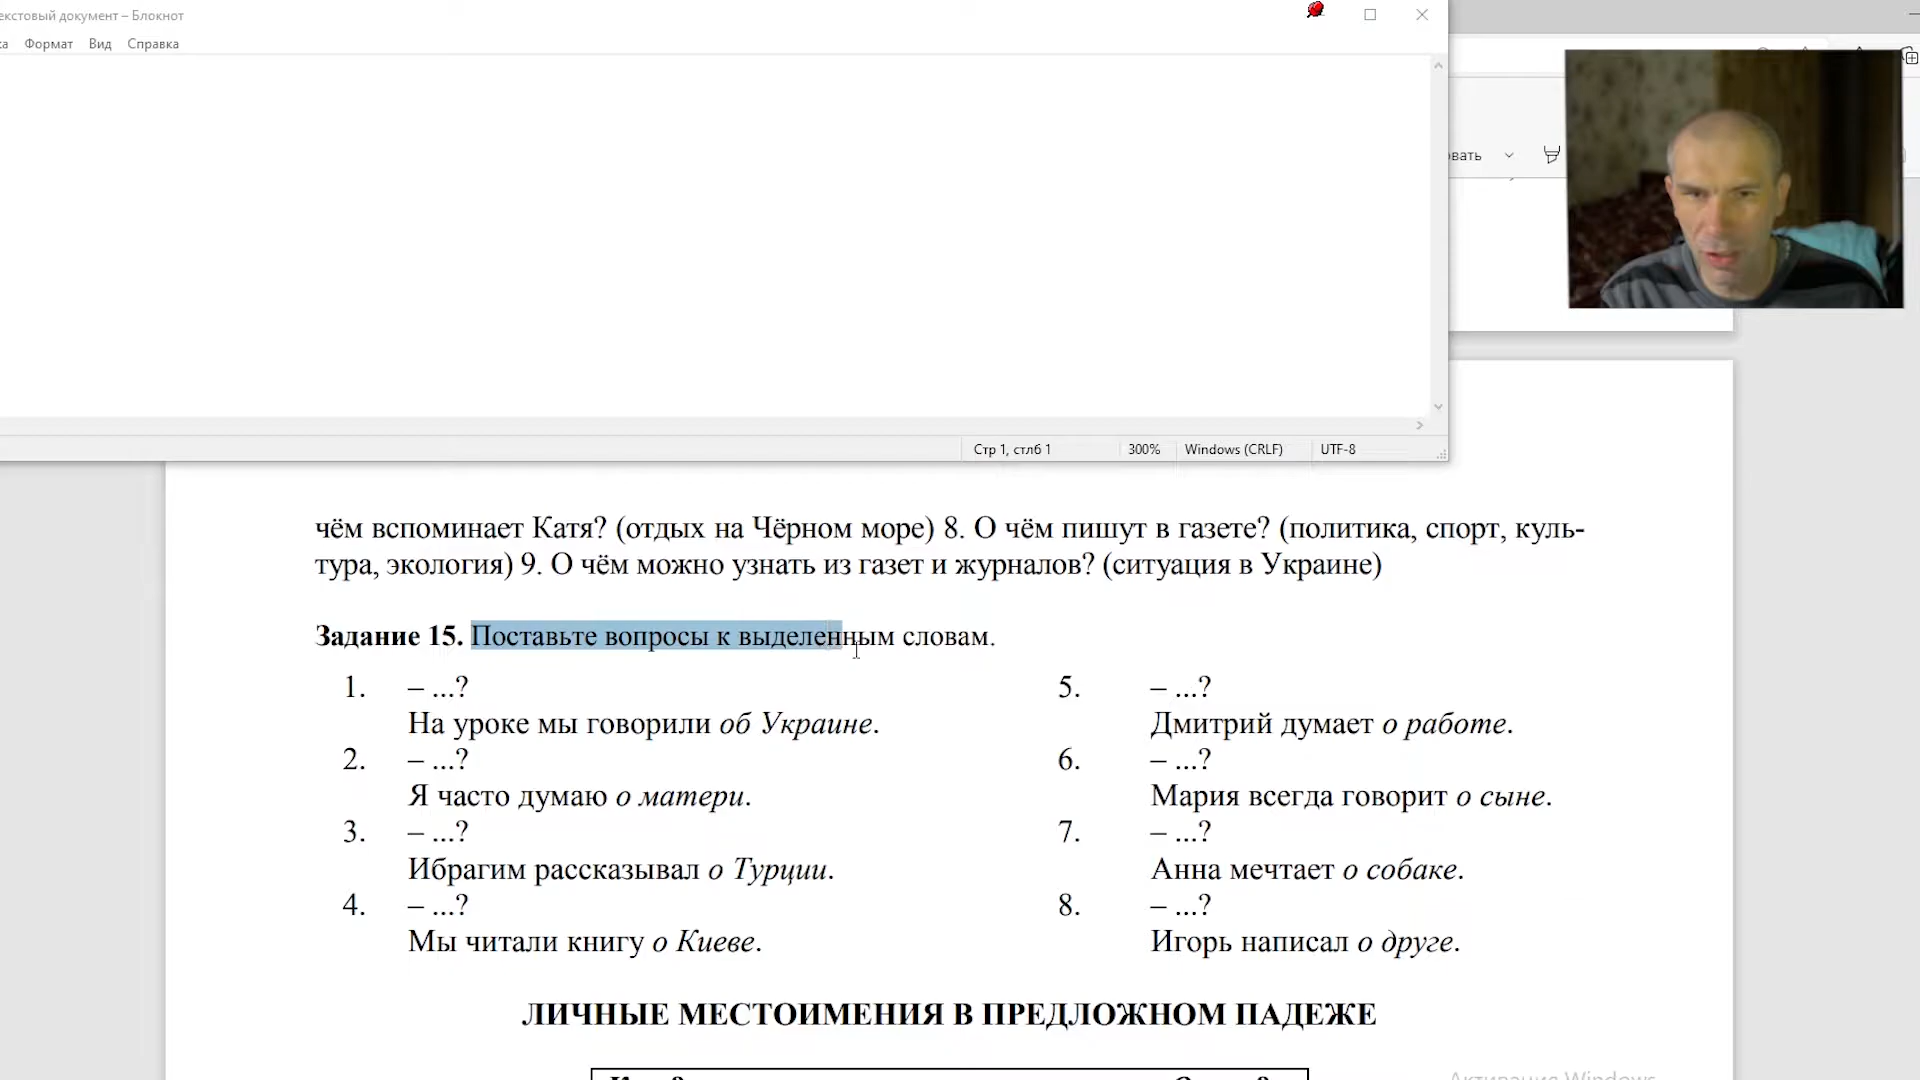 екстовый документ – Блокнот
ка Формат Вид Справка
овать
Стр 1, стлб 1 300% Windows (CRLF) UTF-8
чём вспоминает Катя? (отдых на Чёрном море) 8. О чём пишут в газете? (политика, спорт, куль-
тура, экология) 9. О чём можно узнать из газет и журналов? (ситуация в Украине)
Задание 15. Поставьте вопросы к выделенным словам.
1. – ...?
На уроке мы говорили об Украине.
2. – ...?
Я часто думаю о матери.
3. – ...?
Ибрагим рассказывал о Турции.
4. – ...?
Мы читали книгу о Киеве.
5. – ...?
Дмитрий думает о работе.
6. – ...?
Мария всегда говорит о сыне.
7. – ...?
Анна мечтает о собаке.
8. – ...?
Игорь написал о друге.
ЛИЧНЫЕ МЕСТОИМЕНИЯ В ПРЕДЛОЖНОМ ПАДЕЖЕ
Активация Windows